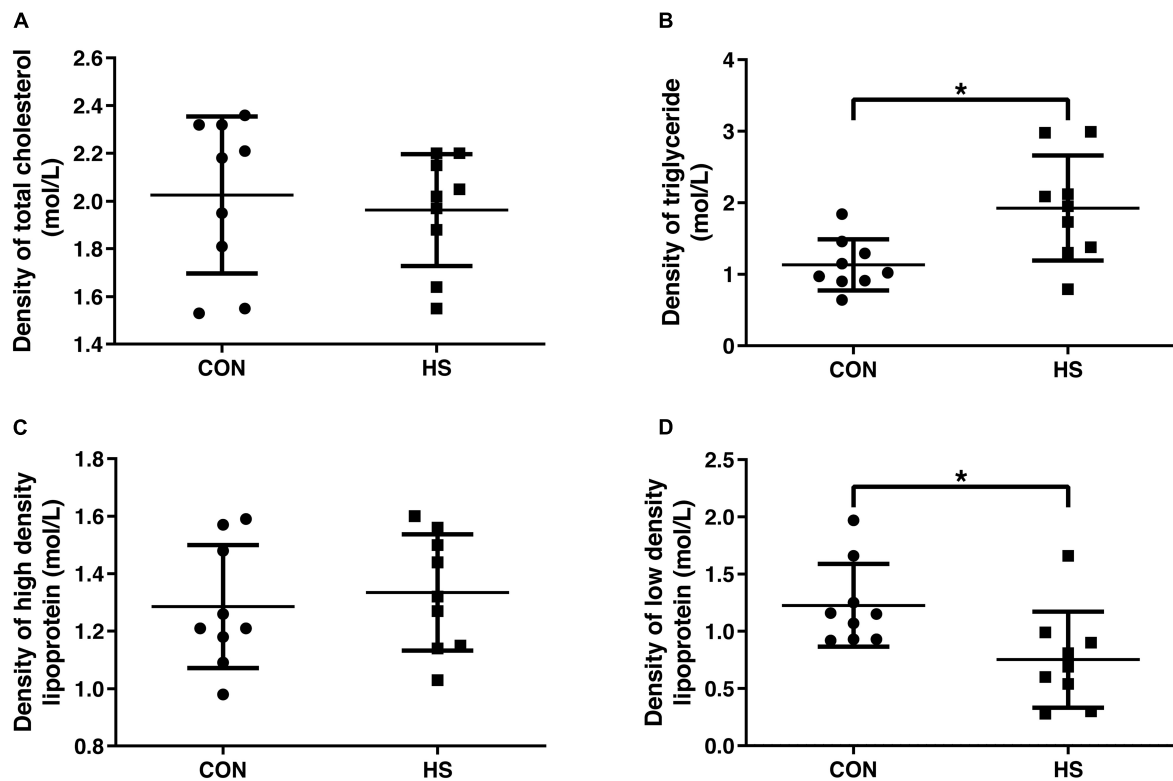 A
Density of total cholesterol
(mol/L)
2.6
2.4
2.2
2.0
1.8
1.6
1.4
CON
HS
B
Density of triglyceride
(mol/L)
4
3
2
1
0
*
CON
HS
C
Density of high density
lipoprotein (mol/L)
1.8
1.6
1.4
1.2
1.0
0.8
CON
HS
D
Density of low density
lipoprotein (mol/L)
2.5
2.0
1.5
1.0
0.5
0.0
*
CON
HS